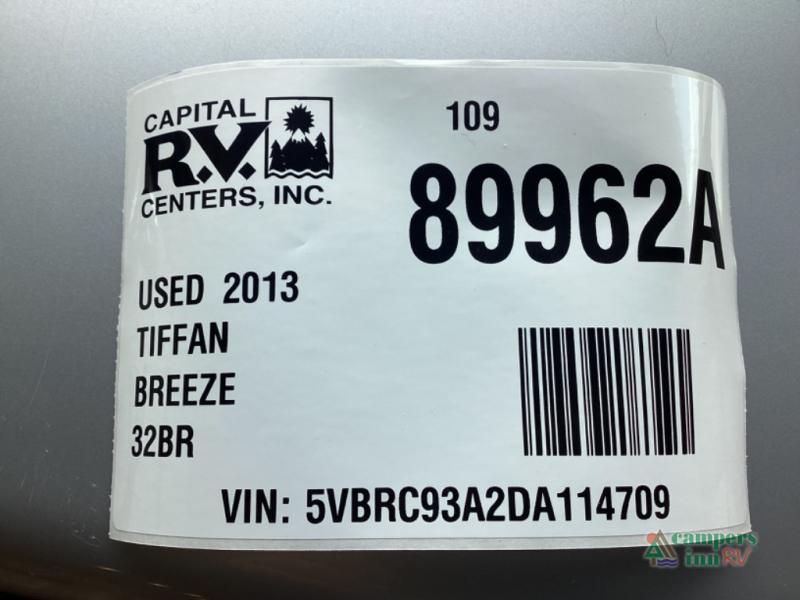 CAPITAL
R.V.
CENTERS, INC.
109
89962A
USED 2013
TIFFAN
BREEZE
32BR
VIN: 5VBRC93A2DA114709
campers
inn RV